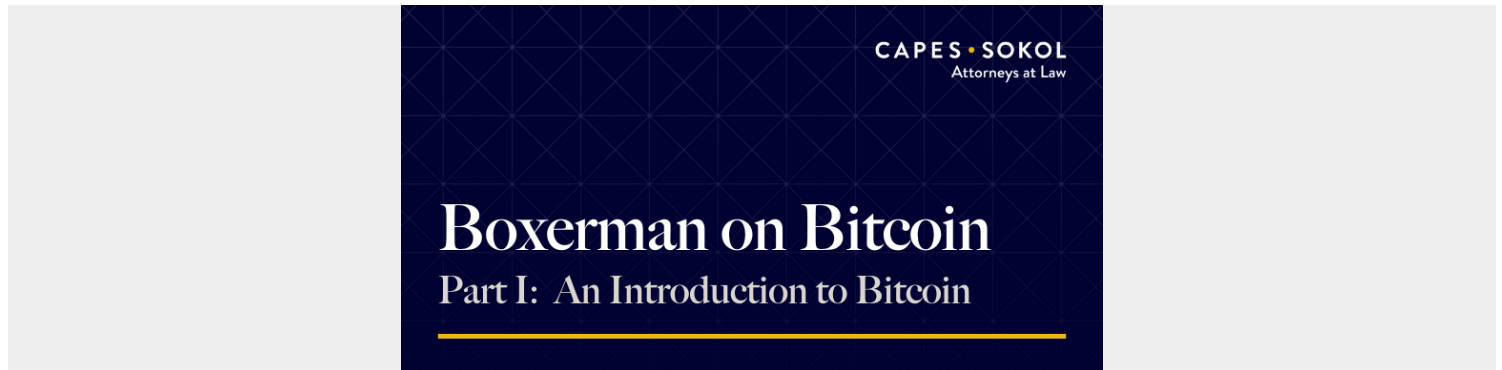 CAPES • SOKOL
Attorneys at Law
Boxerman on Bitcoin
Part I: An Introduction to Bitcoin